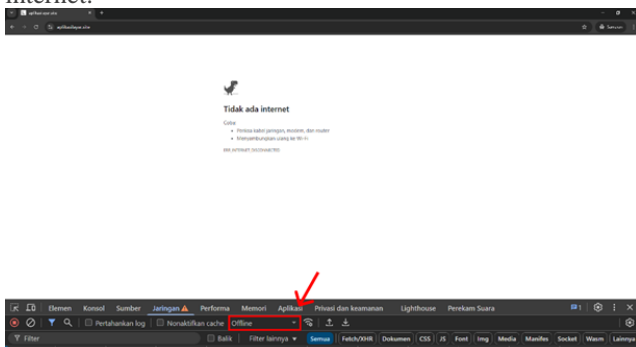 internet.
Tidak ada internet
Coba:
Periksa kabel jaringan, modem, dan router
Menyambungkan ulang ke Wi-Fi
ERR_INTERNET_DISCONNECTED
Elemen Konsol Sumber Jaringan Performa Memori Aplikasi Privasi dan keamanan Lighthouse Perekam Suara 1
Pertahankan log Nonaktifkan cache Offline
Filter Balik Filter lainnya Semua Fetch/XHR Dokumen CSS JS Font Img Media Manifes Socket Wasm Lainnya